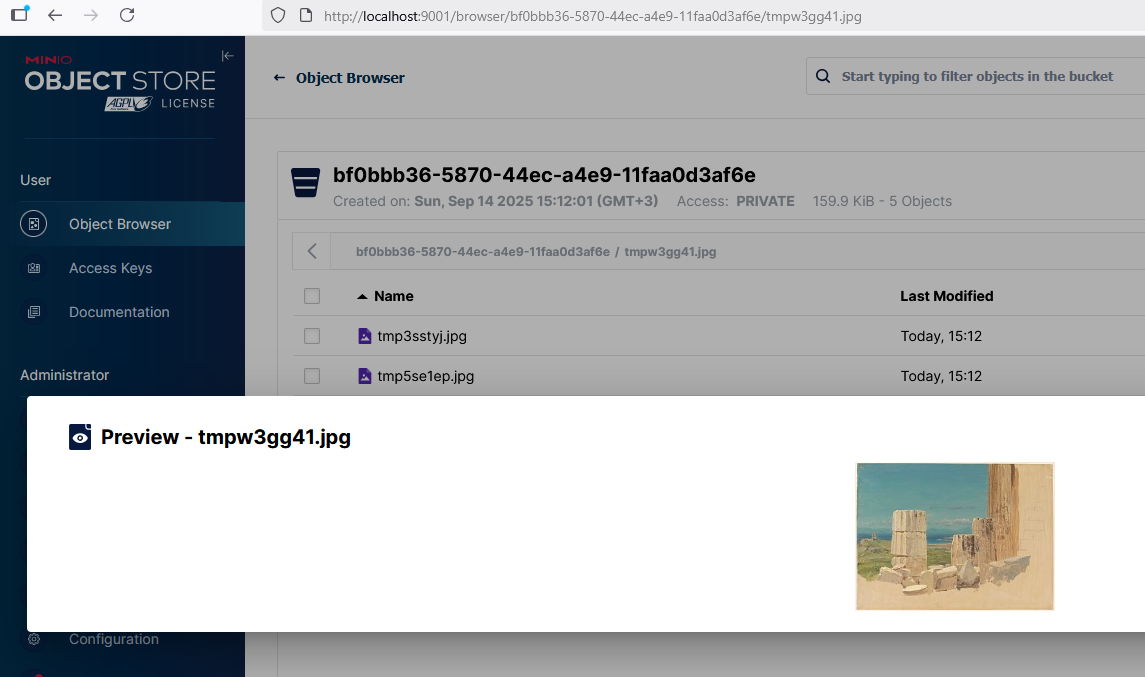 http://localhost:9001/browser/bf0bbb36-5870-44ec-a4e9-11faa0d3af6e/tmpw3gg41.jpg
MINIO
OBJECT STORE
AGPLV3 LICENSE
← Object Browser
Start typing to filter objects in the bucket
User
Object Browser
Access Keys
Documentation
Administrator
Configuration
bf0bbb36-5870-44ec-a4e9-11faa0d3af6e
Created on: Sun, Sep 14 2025 15:12:01 (GMT+3) Access: PRIVATE 159.9 KiB - 5 Objects
bf0bbb36-5870-44ec-a4e9-11faa0d3af6e / tmpw3gg41.jpg
Name Last Modified
tmp3sstyj.jpg Today, 15:12
tmp5se1ep.jpg Today, 15:12
Preview - tmpw3gg41.jpg